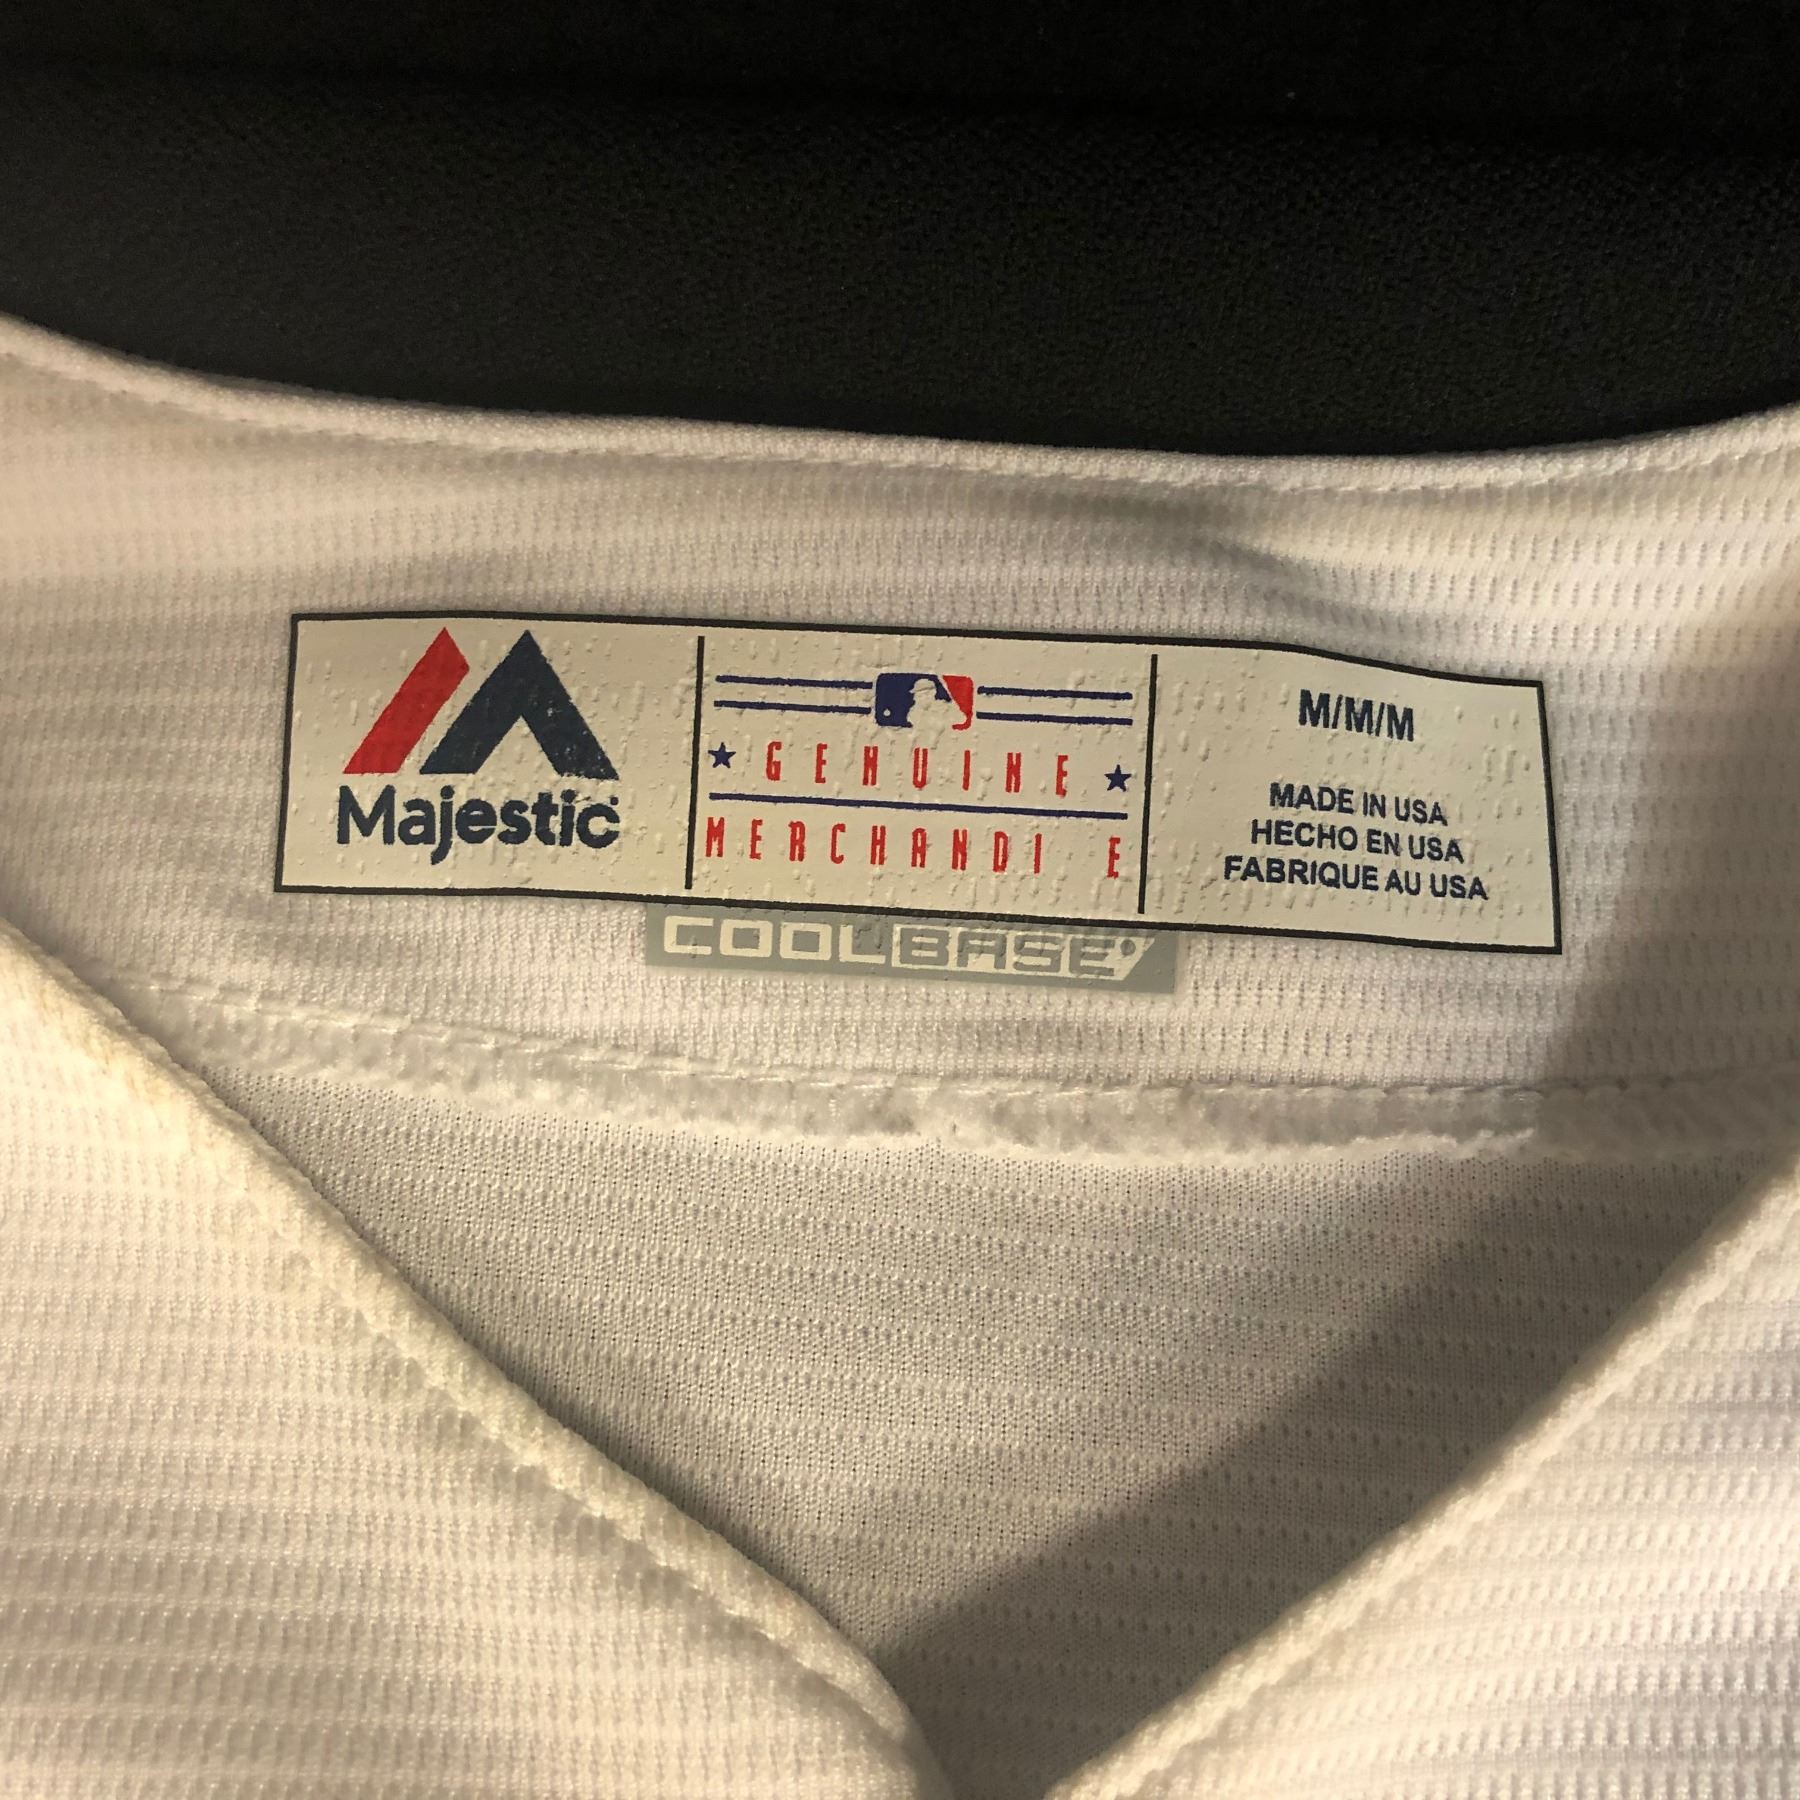 Majestic
GENUINE
MERCHANDI E
M/M/M
MADE IN USA
HECHO EN USA
FABRIQUE AU USA
COOLBASE